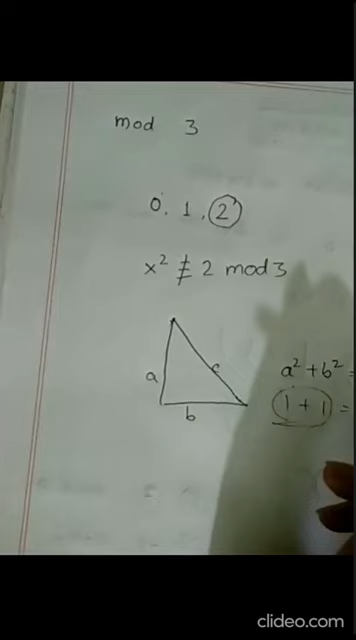 mod 3
0, 1, 2
x² ≢ 2 mod 3
a
c
b
a² + b² =
1 + 1 =
clideo.com